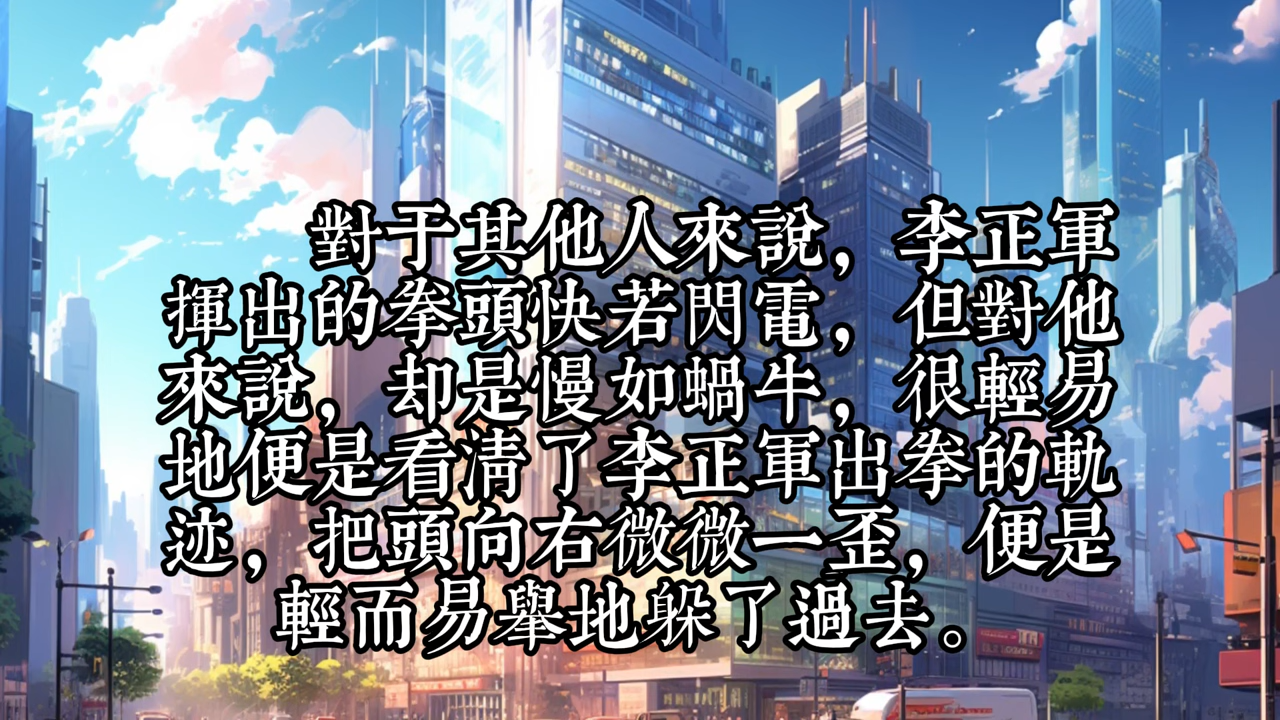 對于其他人來說，李正軍
揮出的拳頭快若閃電，但對他
來說，却是慢如蝸牛，很輕易
地便是看清了李正軍出拳的軌
迹，把頭向右微微一歪，便是
輕而易舉地躲了過去。